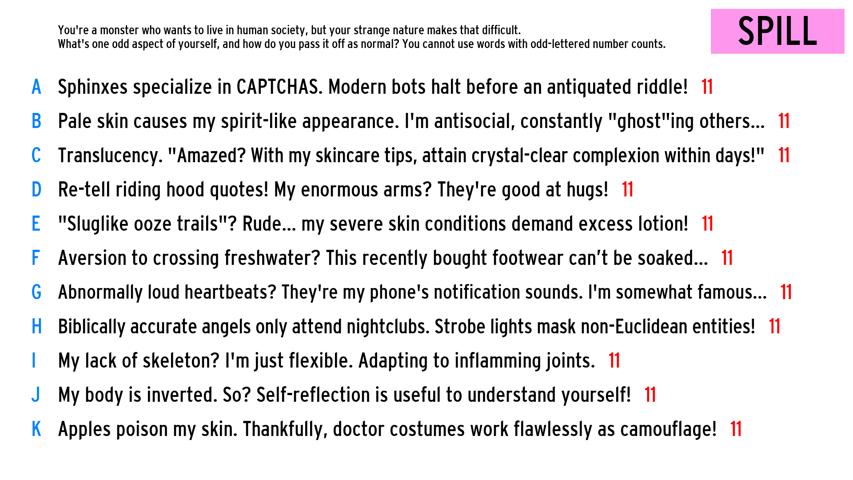 You're a monster who wants to live in human society, but your strange nature makes that difficult.
What's one odd aspect of yourself, and how do you pass it off as normal? You cannot use words with odd-lettered number counts.
SPILL
A Sphinxes specialize in CAPTCHAS. Modern bots halt before an antiquated riddle! 11
B Pale skin causes my spirit-like appearance. I'm antisocial, constantly "ghost"ing others... 11
C Translucency. "Amazed? With my skincare tips, attain crystal-clear complexion within days!" 11
D Re-tell riding hood quotes! My enormous arms? They're good at hugs! 11
E "Sluglike ooze trails"? Rude... my severe skin conditions demand excess lotion! 11
F Aversion to crossing freshwater? This recently bought footwear can’t be soaked... 11
G Abnormally loud heartbeats? They're my phone's notification sounds. I'm somewhat famous... 11
H Biblically accurate angels only attend nightclubs. Strobe lights mask non-Euclidean entities! 11
I My lack of skeleton? I'm just flexible. Adapting to inflamming joints. 11
J My body is inverted. So? Self-reflection is useful to understand yourself! 11
K Apples poison my skin. Thankfully, doctor costumes work flawlessly as camouflage! 11